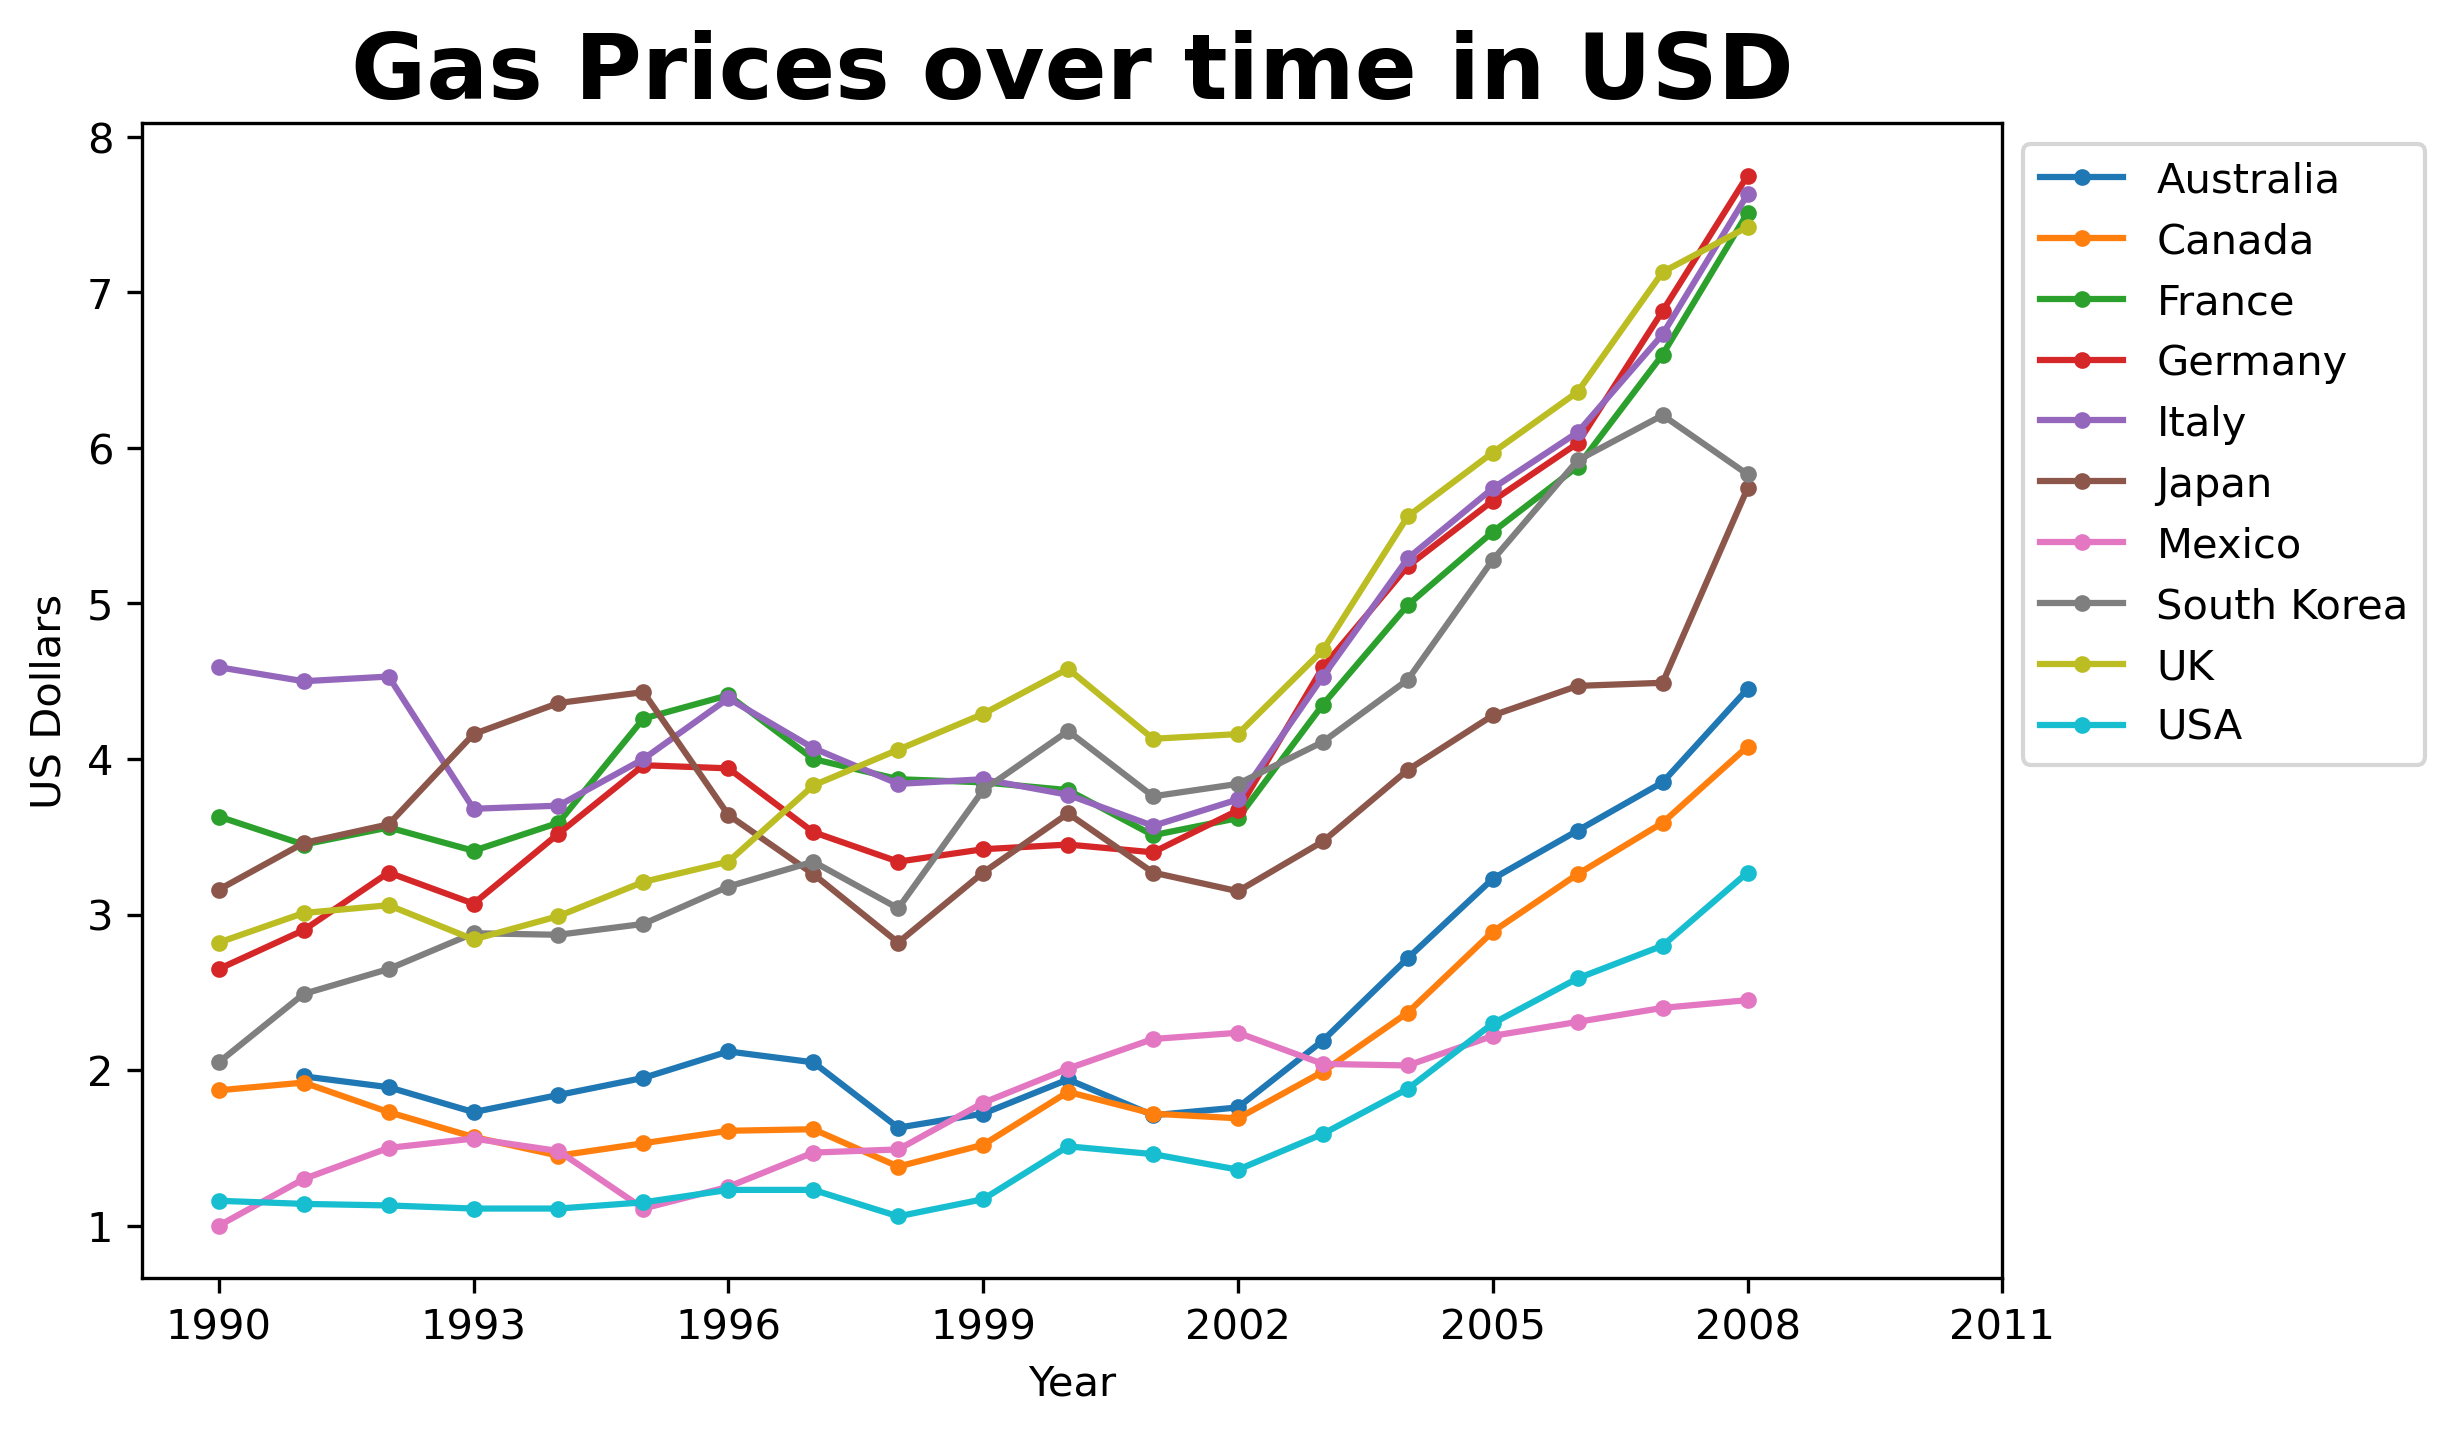 Gas Prices over time in USD
8
7
6
5
4
3
2
1
US Dollars
1990 1993 1996 1999 2002 2005 2008 2011
Year
Australia
Canada
France
Germany
Italy
Japan
Mexico
South Korea
UK
USA